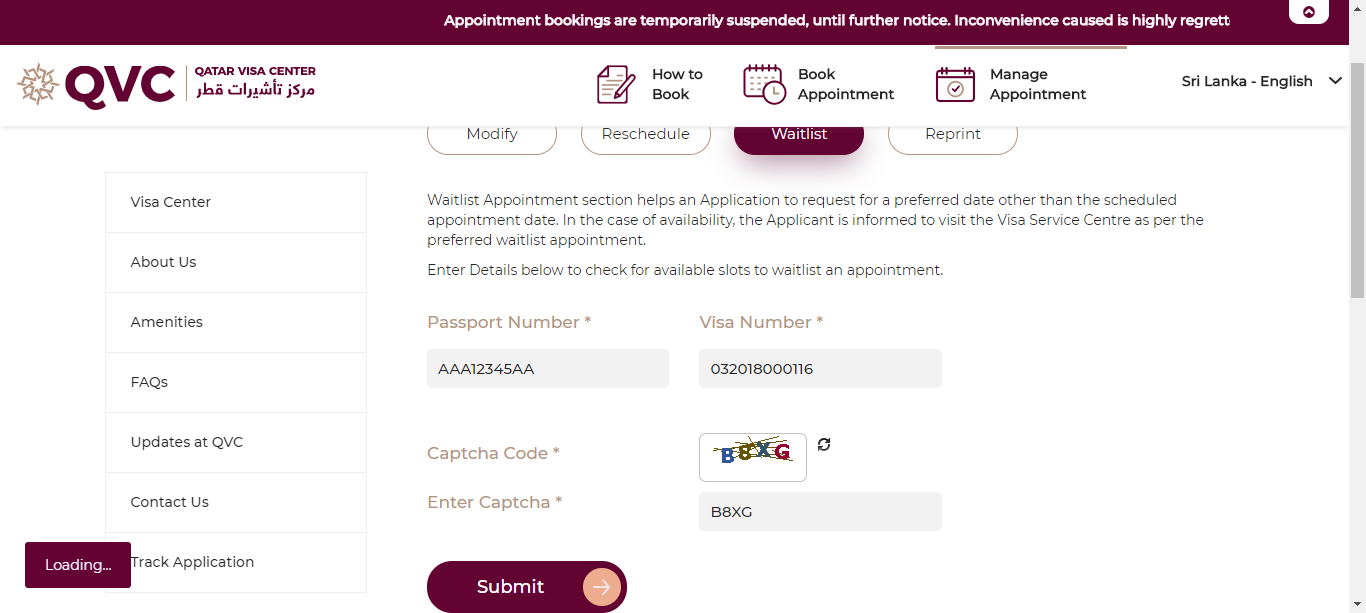 Appointment bookings are temporarily suspended, until further notice. Inconvenience caused is highly regrett
QVC
QATAR VISA CENTER
مركز تأشيرات قطر
How to
Book
Book
Appointment
Manage
Appointment
Sri Lanka - English
Modify
Reschedule
Waitlist
Reprint
Visa Center
About Us
Amenities
FAQs
Updates at QVC
Contact Us
Track Application
Loading...
Waitlist Appointment section helps an Application to request for a preferred date other than the scheduled
appointment date. In the case of availability, the Applicant is informed to visit the Visa Service Centre as per the
preferred waitlist appointment.
Enter Details below to check for available slots to waitlist an appointment.
Passport Number *
Visa Number *
AAA12345AA
032018000116
Captcha Code *
B8XG
Enter Captcha *
B8XG
Submit